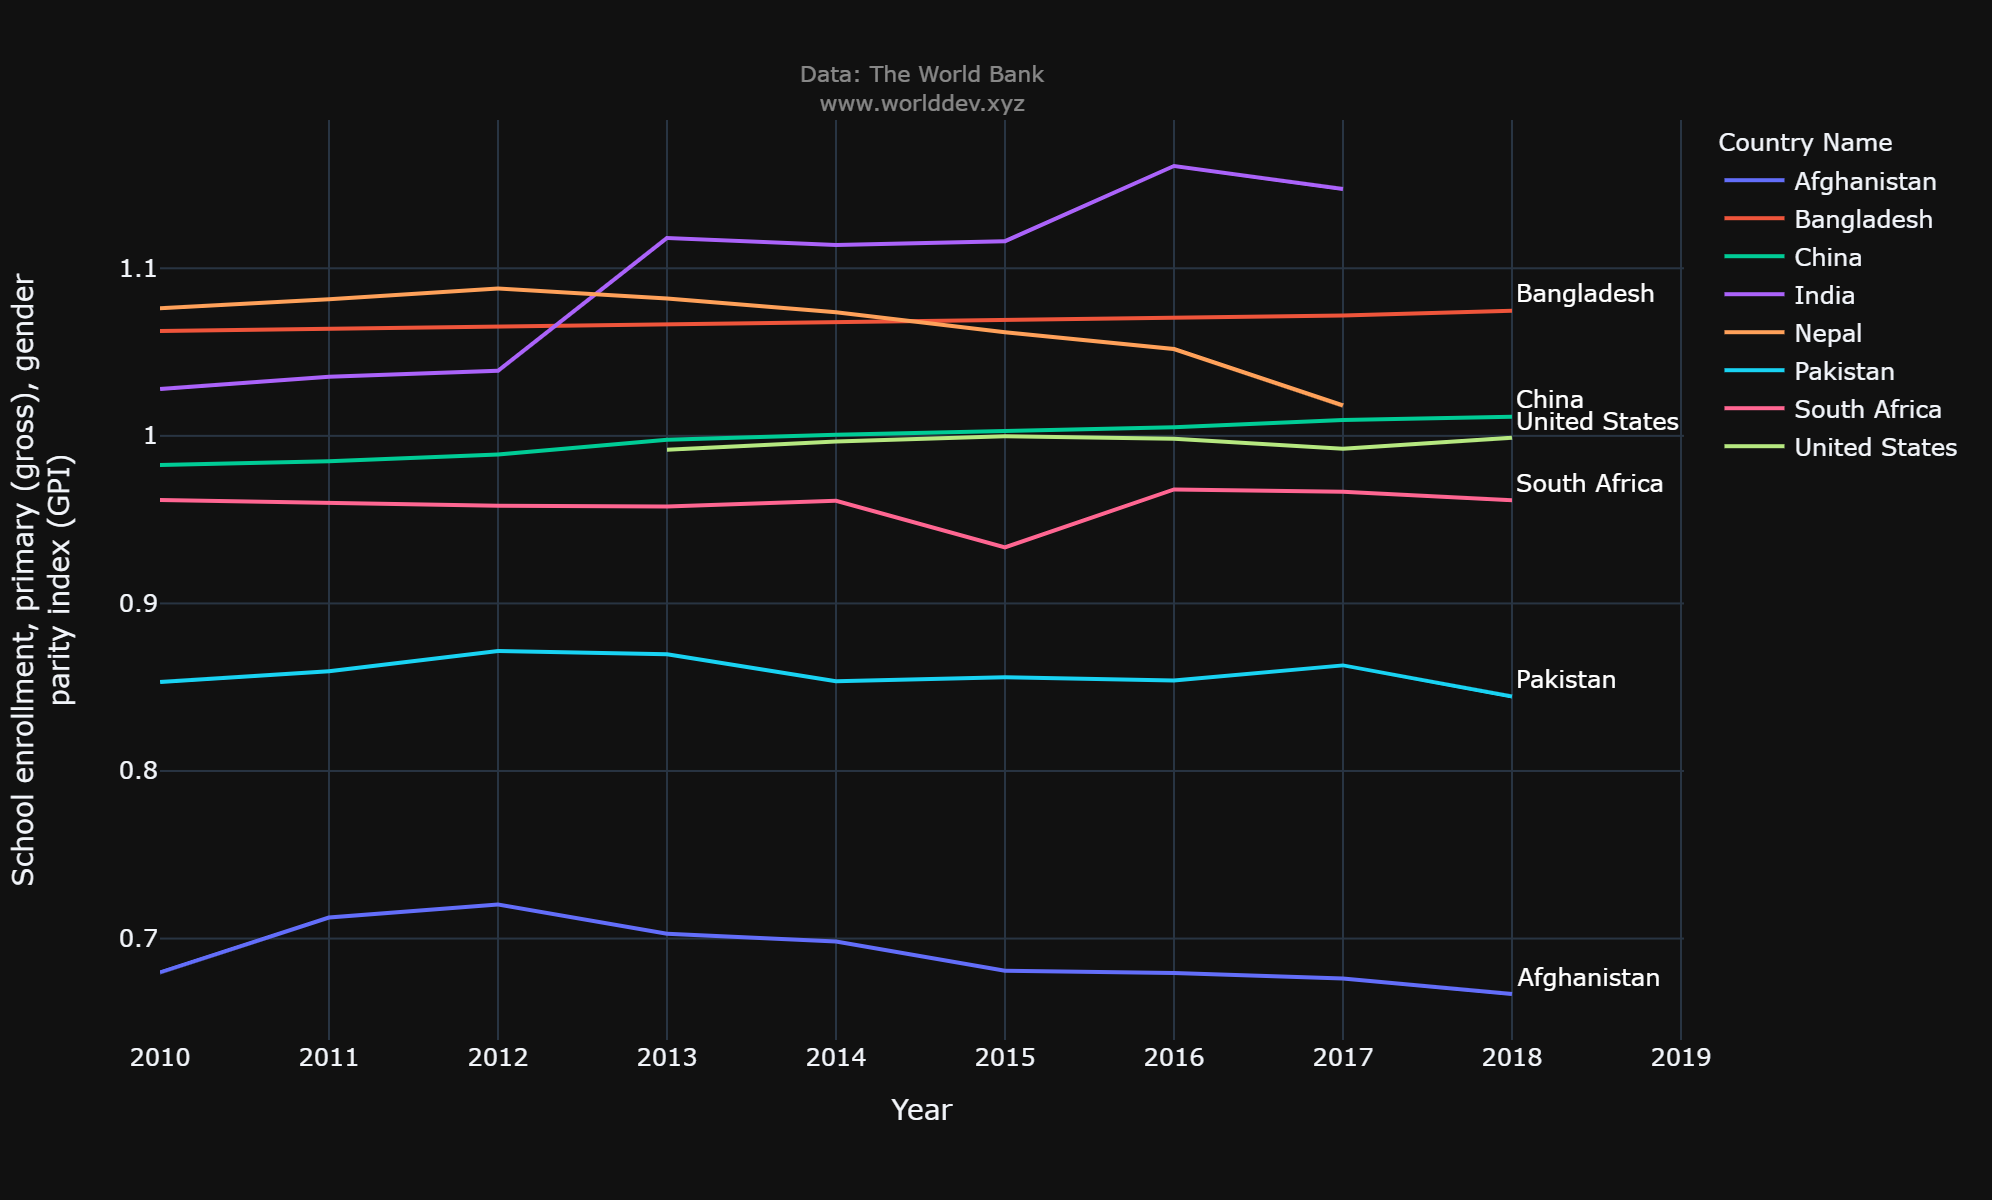 Data: The World Bank
www.worlddev.xyz
School enrollment, primary (gross), gender
parity index (GPI)
1.1
1
0.9
0.8
0.7
Bangladesh
China
United States
South Africa
Pakistan
Afghanistan
2010 2011 2012 2013 2014 2015 2016 2017 2018 2019
Year
Country Name
Afghanistan
Bangladesh
China
India
Nepal
Pakistan
South Africa
United States